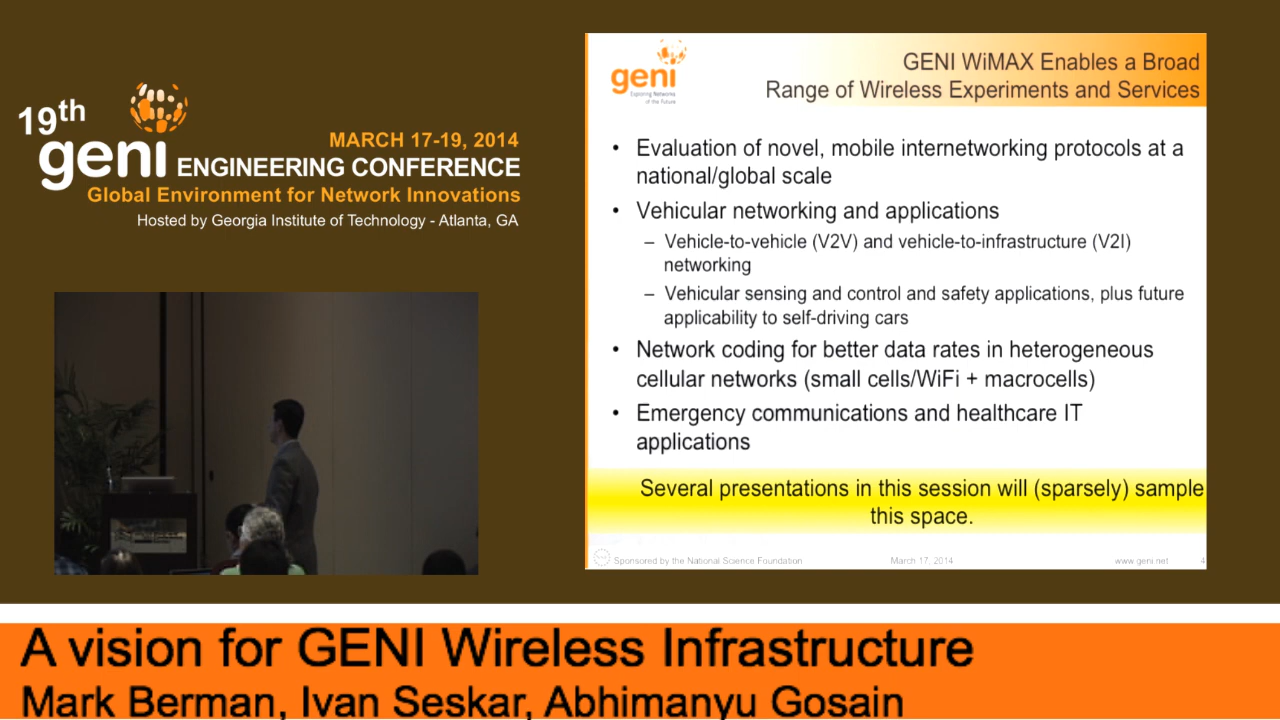 19th
geni ENGINEERING CONFERENCE
MARCH 17-19, 2014
Global Environment for Network Innovations
Hosted by Georgia Institute of Technology - Atlanta, GA
geni
Exploring Networks
of the Future
GENI WiMAX Enables a Broad
Range of Wireless Experiments and Services
• Evaluation of novel, mobile internetworking protocols at a
national/global scale
• Vehicular networking and applications
– Vehicle-to-vehicle (V2V) and vehicle-to-infrastructure (V2I)
networking
– Vehicular sensing and control and safety applications, plus future
applicability to self-driving cars
• Network coding for better data rates in heterogeneous
cellular networks (small cells/WiFi + macrocells)
• Emergency communications and healthcare IT
applications
Several presentations in this session will (sparsely) sample
this space.
Sponsored by the National Science Foundation
March 17, 2014
www.geni.net
4
A vision for GENI Wireless Infrastructure
Mark Berman, Ivan Seskar, Abhimanyu Gosain